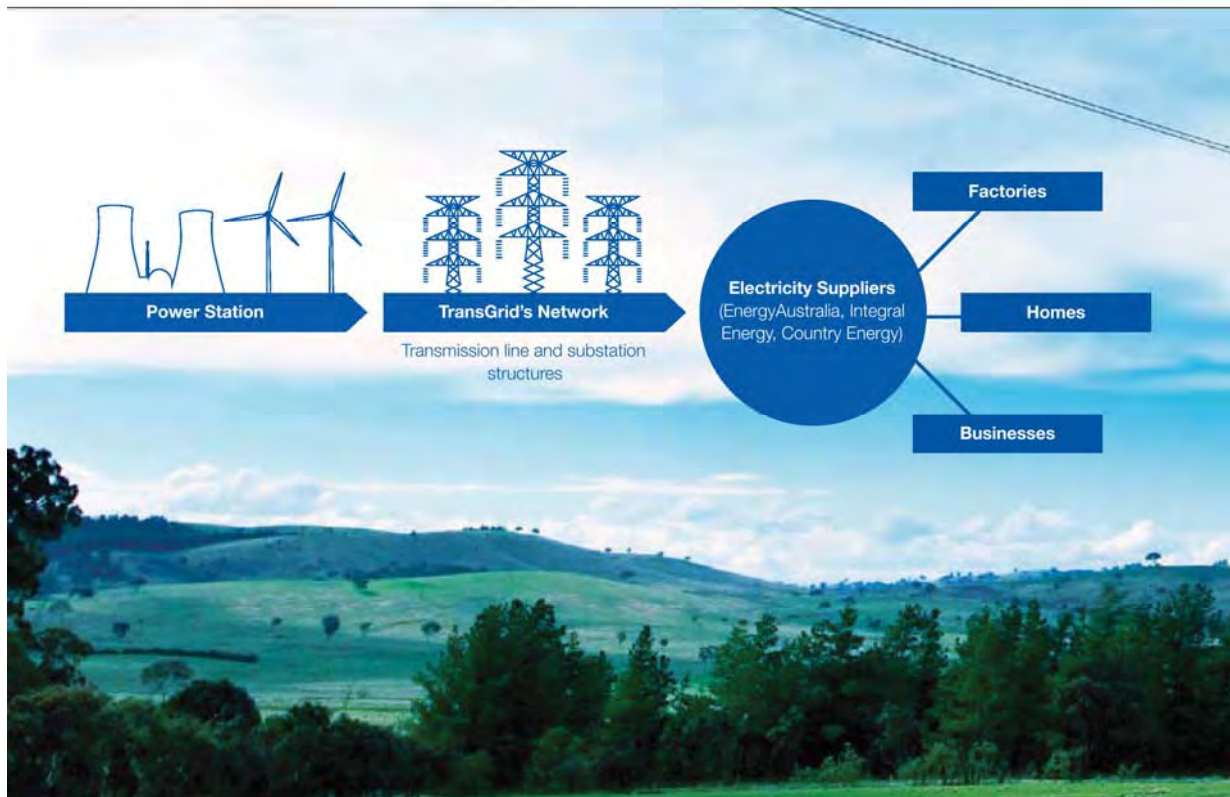 Power Station
TransGrid's Network
Transmission line and substation
structures
Electricity Suppliers
(EnergyAustralia, Integral
Energy, Country Energy)
Factories
Homes
Businesses